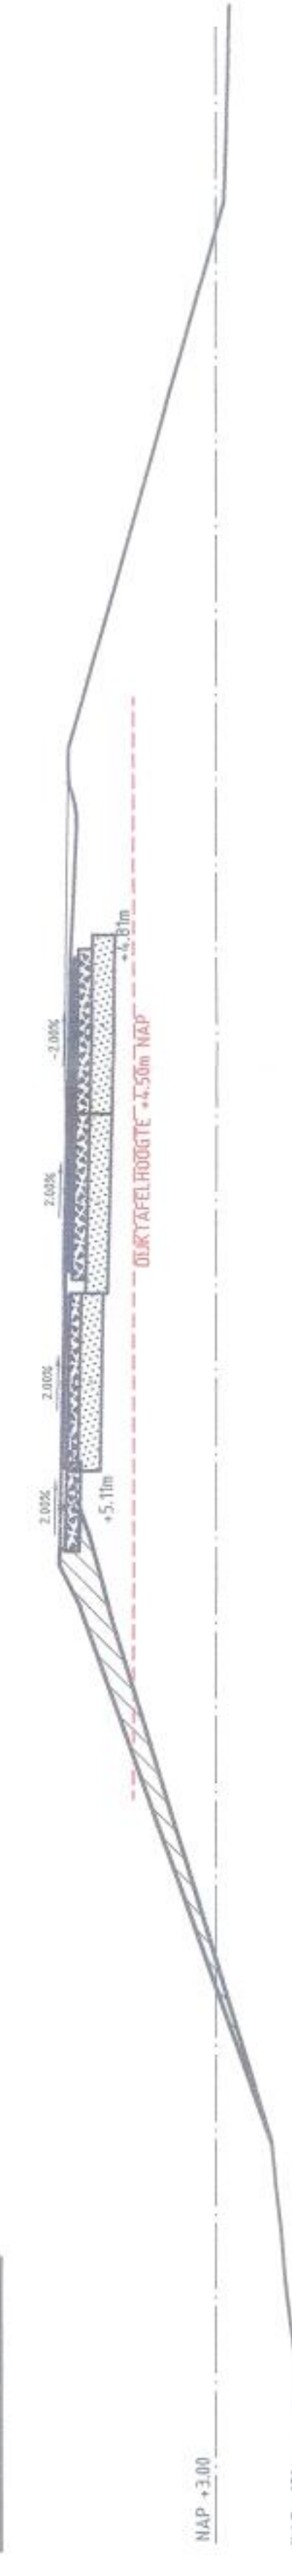 2.00%
2.00%
2.00%
-2.00%
+5.11m
+4.81m
DIJKTAFELHOOGTE +4.50m NAP
NAP +3.00